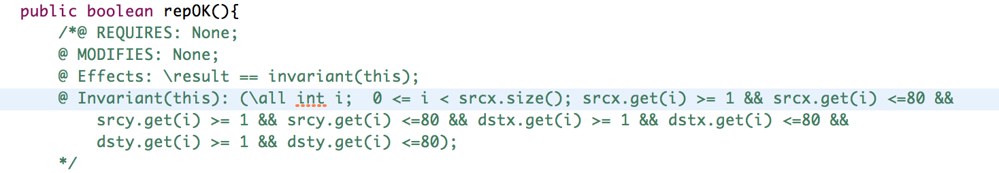 public boolean repOK(){
/*@ REQUIRES: None;
@ MODIFIES: None;
@ Effects: \result == invariant(this);
@ Invariant(this): (\all int i;  0 <= i < srcx.size(); srcx.get(i) >= 1 && srcx.get(i) <=80 &&
srcy.get(i) >= 1 && srcy.get(i) <=80 && dstx.get(i) >= 1 && dstx.get(i) <=80 &&
dsty.get(i) >= 1 && dsty.get(i) <=80);
*/